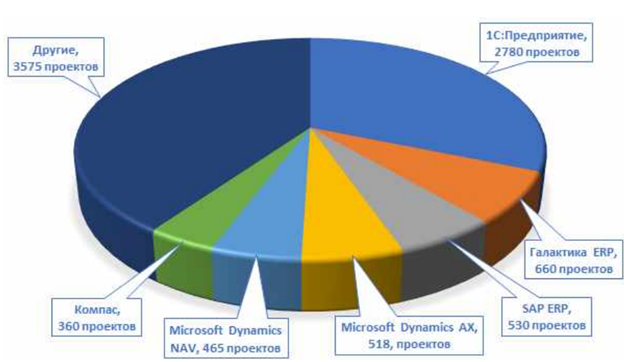 Другие,
3575 проектов
1С:Предприятие,
2780 проектов
Галактика ERP,
660 проектов
SAP ERP,
530 проектов
Microsoft Dynamics AX,
518, проектов
Microsoft Dynamics
NAV, 465 проектов
Компас,
360 проектов